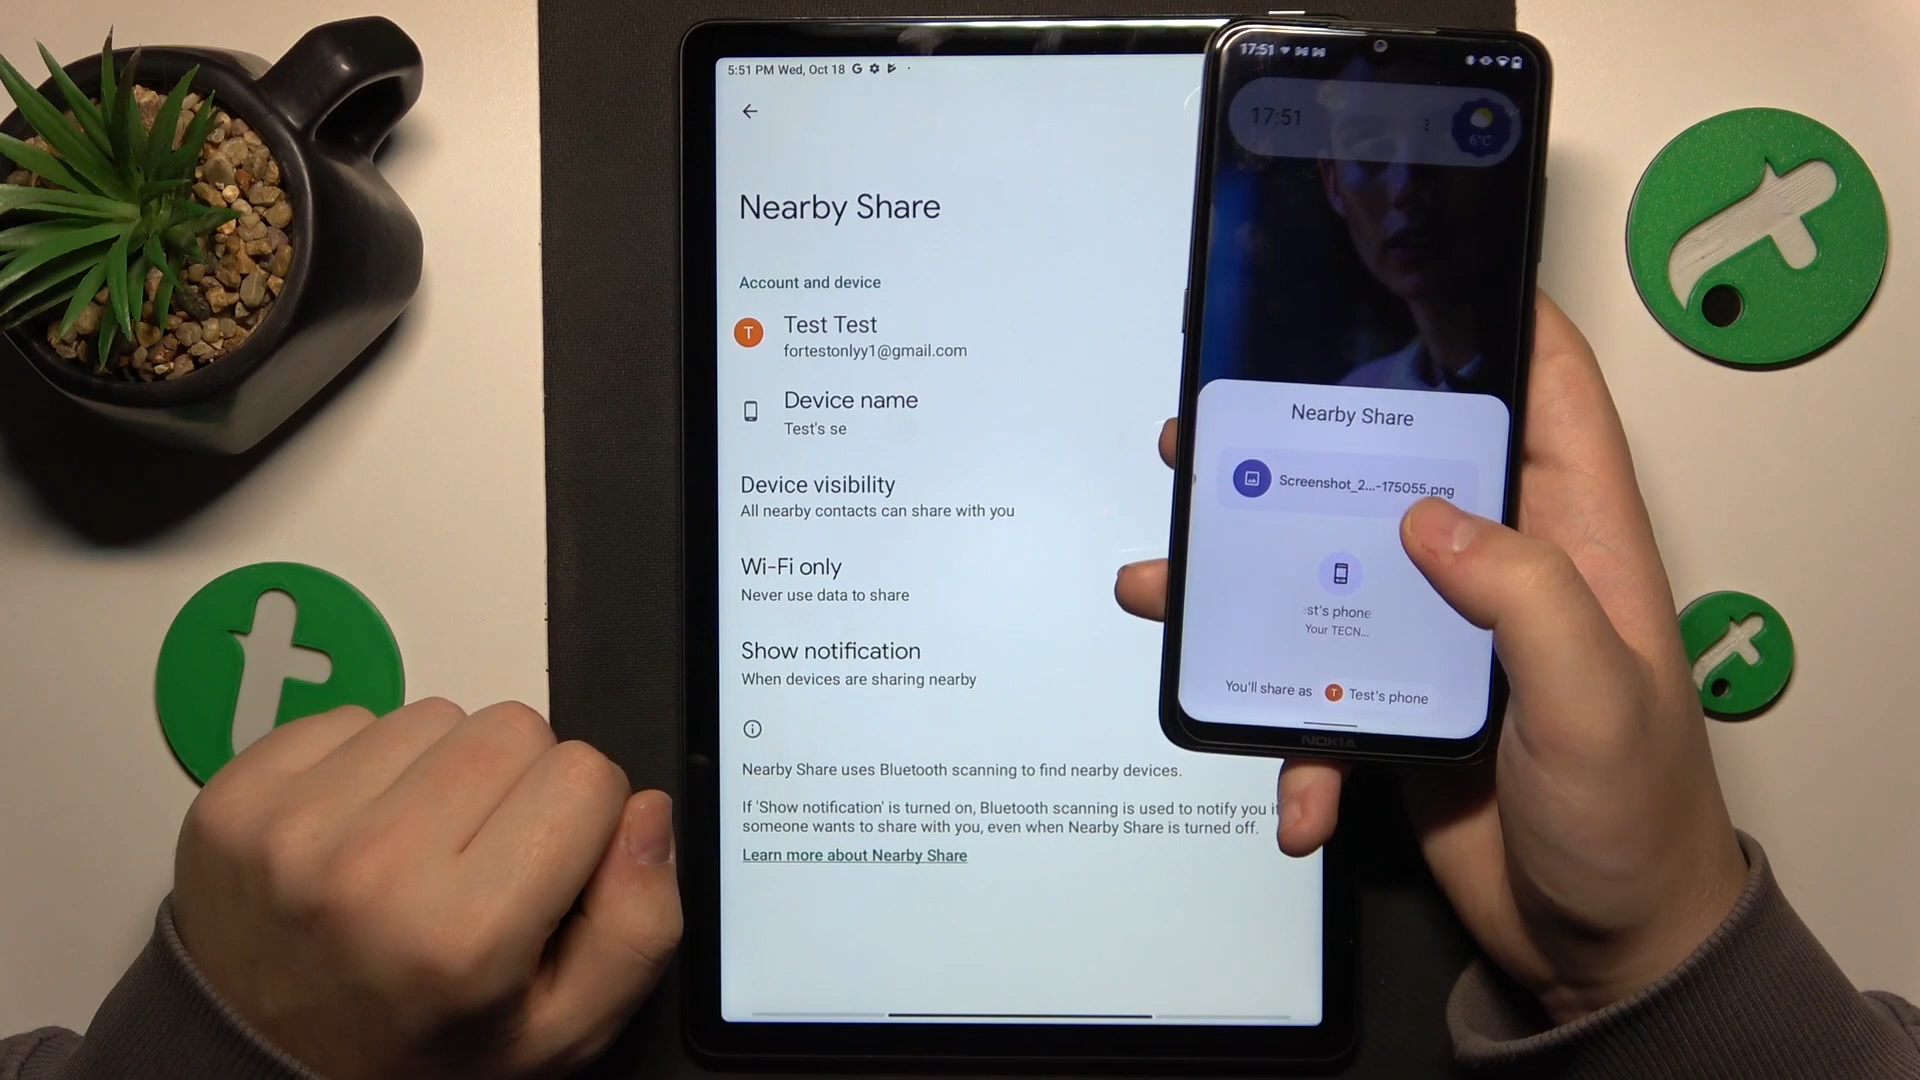 5:51 PM Wed, Oct 18 G
Nearby Share
Account and device
T
Test Test
fortestonlyy1@gmail.com
Device name
Test's se
Device visibility
All nearby contacts can share with you
Wi-Fi only
Never use data to share
Show notification
When devices are sharing nearby
Nearby Share uses Bluetooth scanning to find nearby devices.
If 'Show notification' is turned on, Bluetooth scanning is used to notify you
someone wants to share with you, even when Nearby Share is turned off.
Learn more about Nearby Share
17:51
17:51
6°C
Nearby Share
Screenshot_2...-175055.png
st's phone
Your TECN...
You'll share as T Test's phone
NOKIA